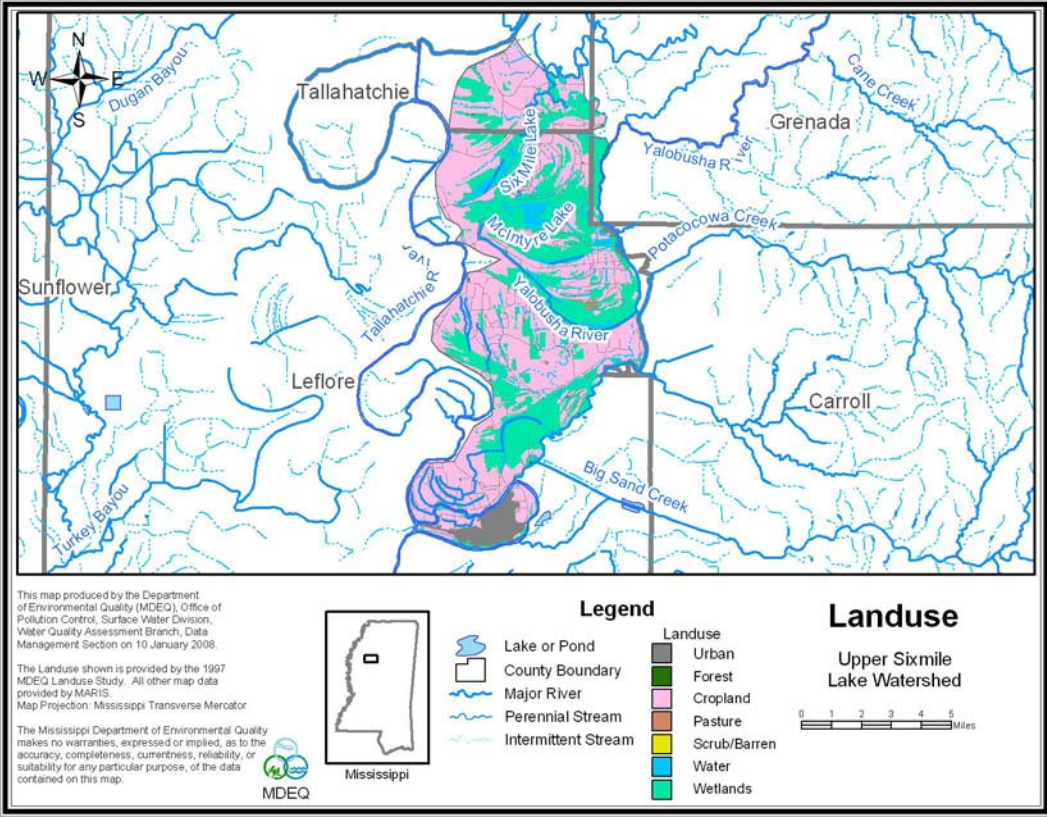 N
W E
S
Dugan Bayou
Tallahatchie
Six Mile Lake
Cane Creek
Grenada
Yalobusha River
McIntyre Lake
Potacocowa Creek
Sunflower
Tallahatchie River
Yalobusha River
Leflore
Carroll
Big Sand Creek
Turkey Bayou
This map produced by the Department
of Environmental Quality (MDEQ), Office of
Pollution Control, Surface Water Division,
Water Quality Assessment Branch, Data
Management Section on 10 January 2008.
The Landuse shown is provided by the 1997
MDEQ Landuse Study. All other map data
provided by MARIS.
Map Projection: Mississippi Transverse Mercator
The Mississippi Department of Environmental Quality
makes no warranties, expressed or implied, as to the
accuracy, completeness, currentness, reliability, or
suitability for any particular purpose, of the data
contained on this map.
MDEQ
Mississippi
Legend
Lake or Pond
County Boundary
Major River
Perennial Stream
Intermittent Stream
Landuse
Urban
Forest
Cropland
Pasture
Scrub/Barren
Water
Wetlands
Landuse
Upper Sixmile
Lake Watershed
0 1 2 3 4 5
Miles